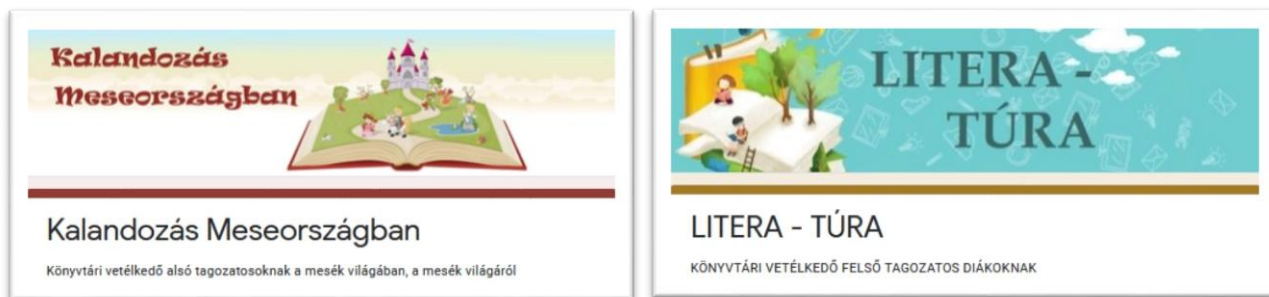 Kalandozás
Meseországban
Kalandozás Meseországban
Könyvtári vetélkedő alsó tagozatosoknak a mesék világában, a mesék világáról
LITERA -
TÚRA
LITERA - TÚRA
KÖNYVTÁRI VETÉLKEDŐ FELSŐ TAGOZATOS DIÁKOKNAK